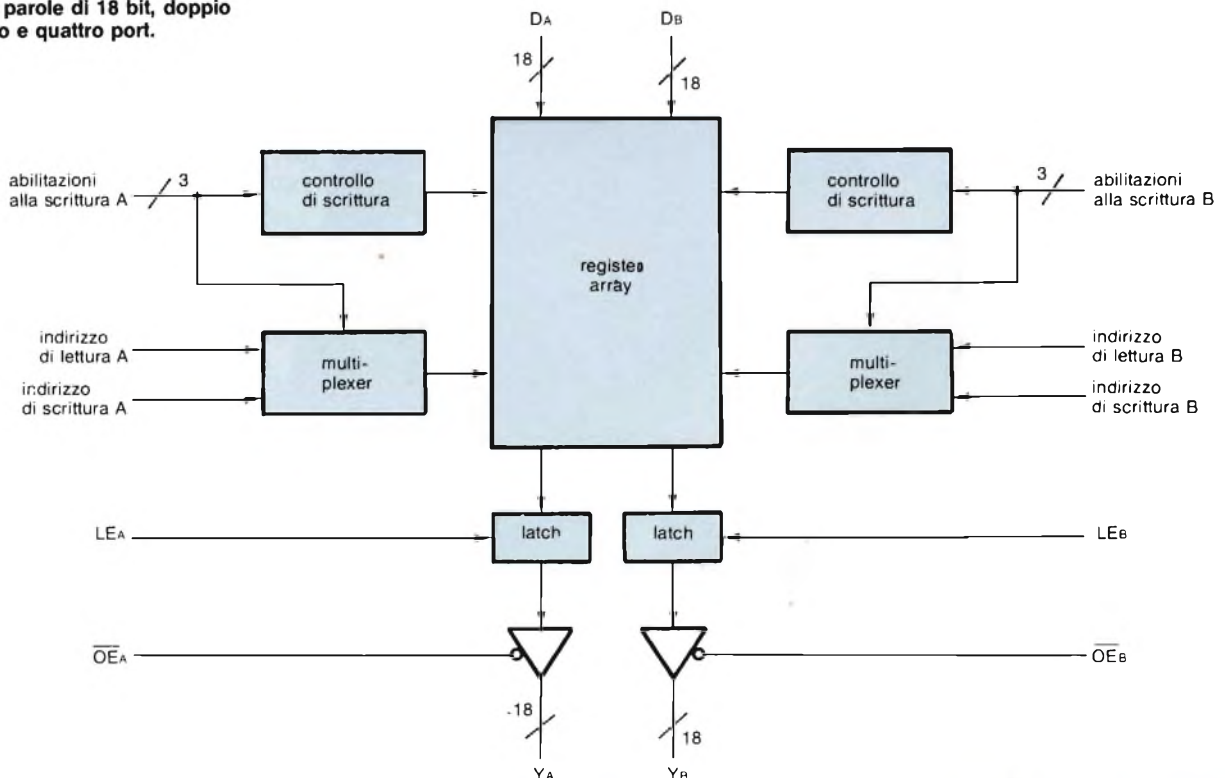 parole di 18 bit, doppio
o e quattro port.
DA
DB
18
18
abilitazioni
alla scrittura A
3
controllo
di scrittura
controllo
di scrittura
3
abilitazioni
alla scrittura B
register
array
indirizzo
di lettura A
indirizzo
di scrittura A
multi-
plexer
multi-
plexer
indirizzo
di lettura B
indirizzo
di scrittura B
LEA
latch
latch
LEB
OEA
OEB
18
18
YA
YB